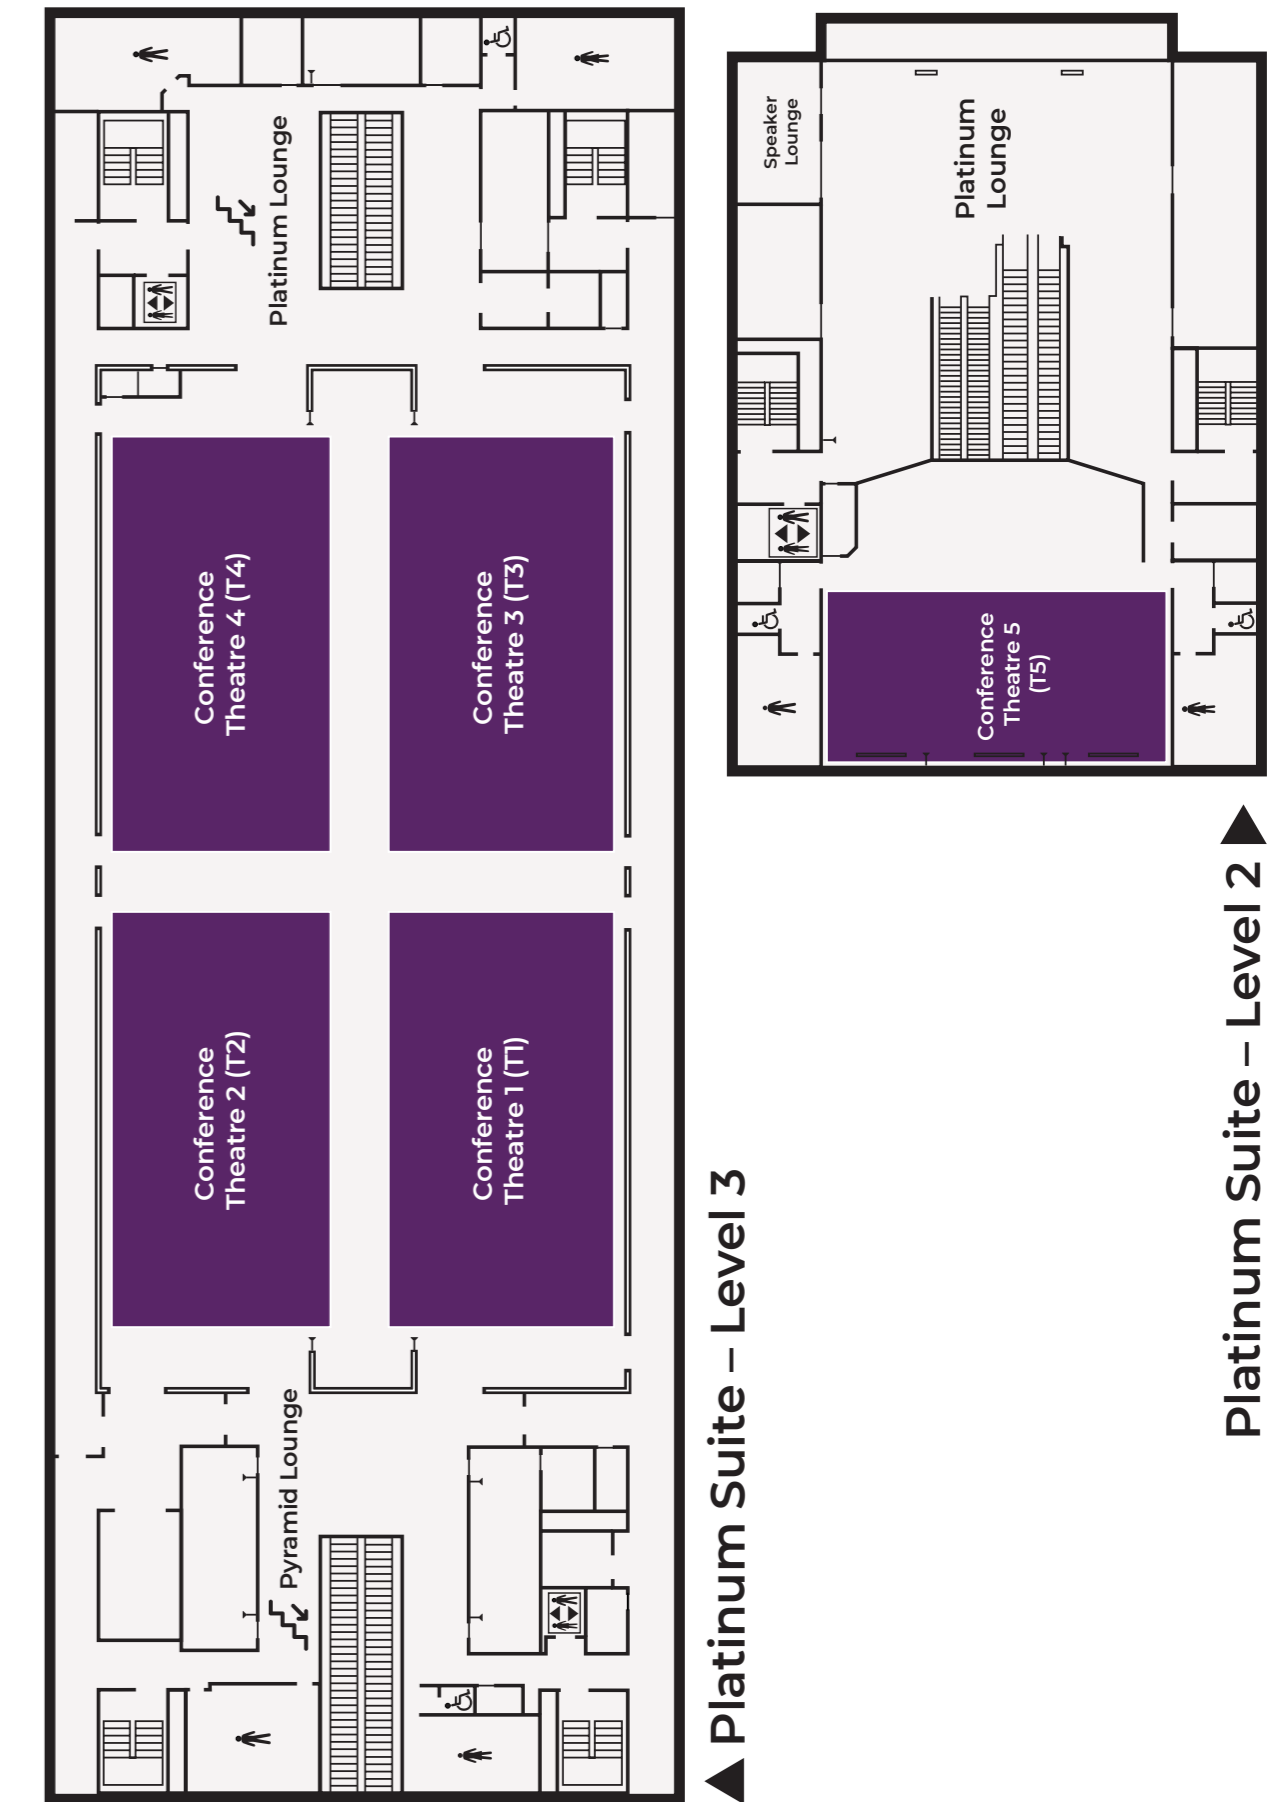 Platinum Lounge
Conference
Theatre 4 (T4)
Conference
Theatre 3 (T3)
Conference
Theatre 2 (T2)
Conference
Theatre 1 (T1)
Pyramid Lounge
Platinum Suite – Level 3
Speaker
Lounge
Platinum
Lounge
Conference
Theatre 5
(T5)
Platinum Suite – Level 2